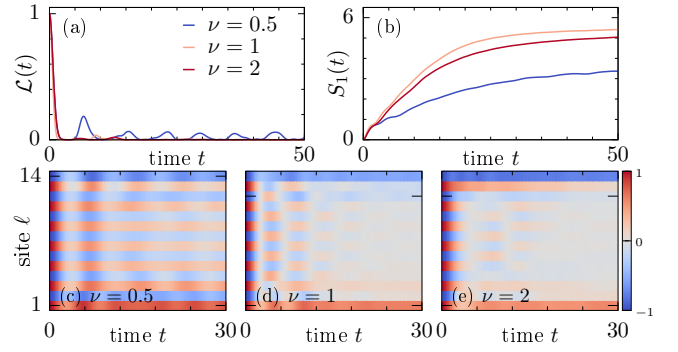 1
(a)
ν = 0.5
ν = 1
ν = 2
ℒ(t)
0
0
time t
50
6
(b)
S₁(t)
0
0
time t
50
14
site ℓ
1
(c) ν = 0.5
(d) ν = 1
(e) ν = 2
1
0
−1
0
time t
30
0
time t
30
0
time t
30